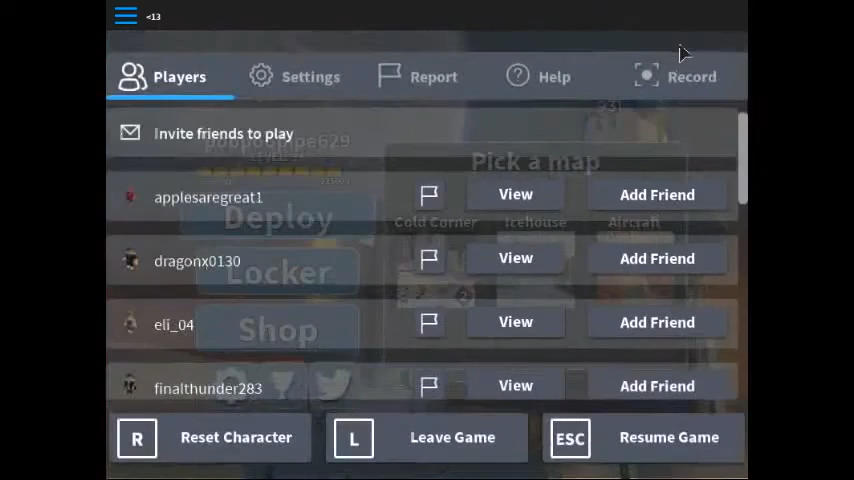 <13
Players Settings Report Help Record
Invite friends to play
Pick a map
applesaregreat1 View Add Friend
Deploy
Cold Corner Icehouse Aircraft
dragonx0130 View Add Friend
Locker
eli_04 View Add Friend
Shop
finalthunder283 View Add Friend
R Reset Character L Leave Game ESC Resume Game